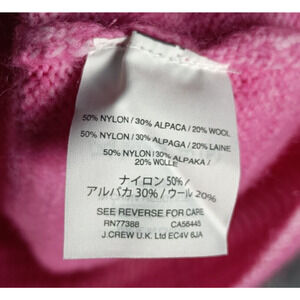 50% NYLON / 30% ALPACA / 20% WOOL
50% NYLON / 30% ALPAGA / 20% LAINE
50% NYLON / 30% ALPAKA /
20% WOLLE
ナイロン 50% /
アルパカ 30% / ウール 20%
SEE REVERSE FOR CARE
RN77388 CA56445
J.CREW U.K. Ltd EC4V 6JA